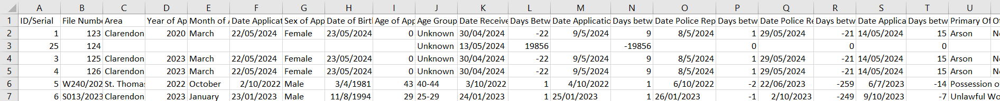 A B C D E F G H I J K L M N O P Q R S T U
1 ID/Serial File Numbe Area Year of Ap Month of A Date Applicat Sex of App Date of Birtl Age of App Age Group Date Receive Days Betw Date Applicatio Days betw Date Police Rep Days betw Date Police Re Days betw Date Applica Days betw Primary Of
2 1 123 Clarendon 2020 March 22/05/2024 Female 23/05/2024 0 Unknown 30/04/2024 -22 9/5/2024 9 8/5/2024 1 29/05/2024 -21 14/05/2024 15 Arson
3 25 124 Unknown 13/05/2024 19856 -19856 0 0 0
4 3 125 Clarendon 2023 March 22/05/2024 Female 23/05/2024 0 Unknown 30/04/2024 -22 9/5/2024 9 8/5/2024 1 29/05/2024 -21 14/05/2024 15 Arson
5 4 126 Clarendon 2023 March 22/05/2024 Female 23/05/2024 0 Unknown 30/04/2024 -22 9/5/2024 9 8/5/2024 1 29/05/2024 -21 14/05/2024 15 Arson
6 5 W240/202 St. Thoma 2022 October 2/10/2022 Male 3/4/1981 43 40-44 3/10/2022 1 4/10/2022 1 6/10/2022 -2 22/06/2023 -259 6/7/2023 -14 Possession o
7 6 S013/2023 Clarendon 2023 January 23/01/2023 Male 11/8/1994 29 25-29 24/01/2023 1 25/01/2023 1 26/01/2023 -1 2/10/2023 -249 9/10/2023 -7 Unlawful Wo